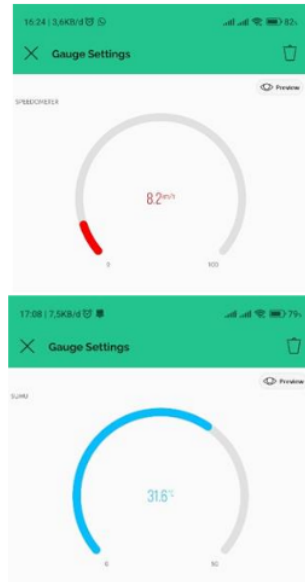 16:24 | 3,6KB/d 82%
Gauge Settings
Preview
SPEEDOMETER
8.2
0 100
17:08 | 7,5KB/d 79%
Gauge Settings
Preview
SUHU
31.6°C
0